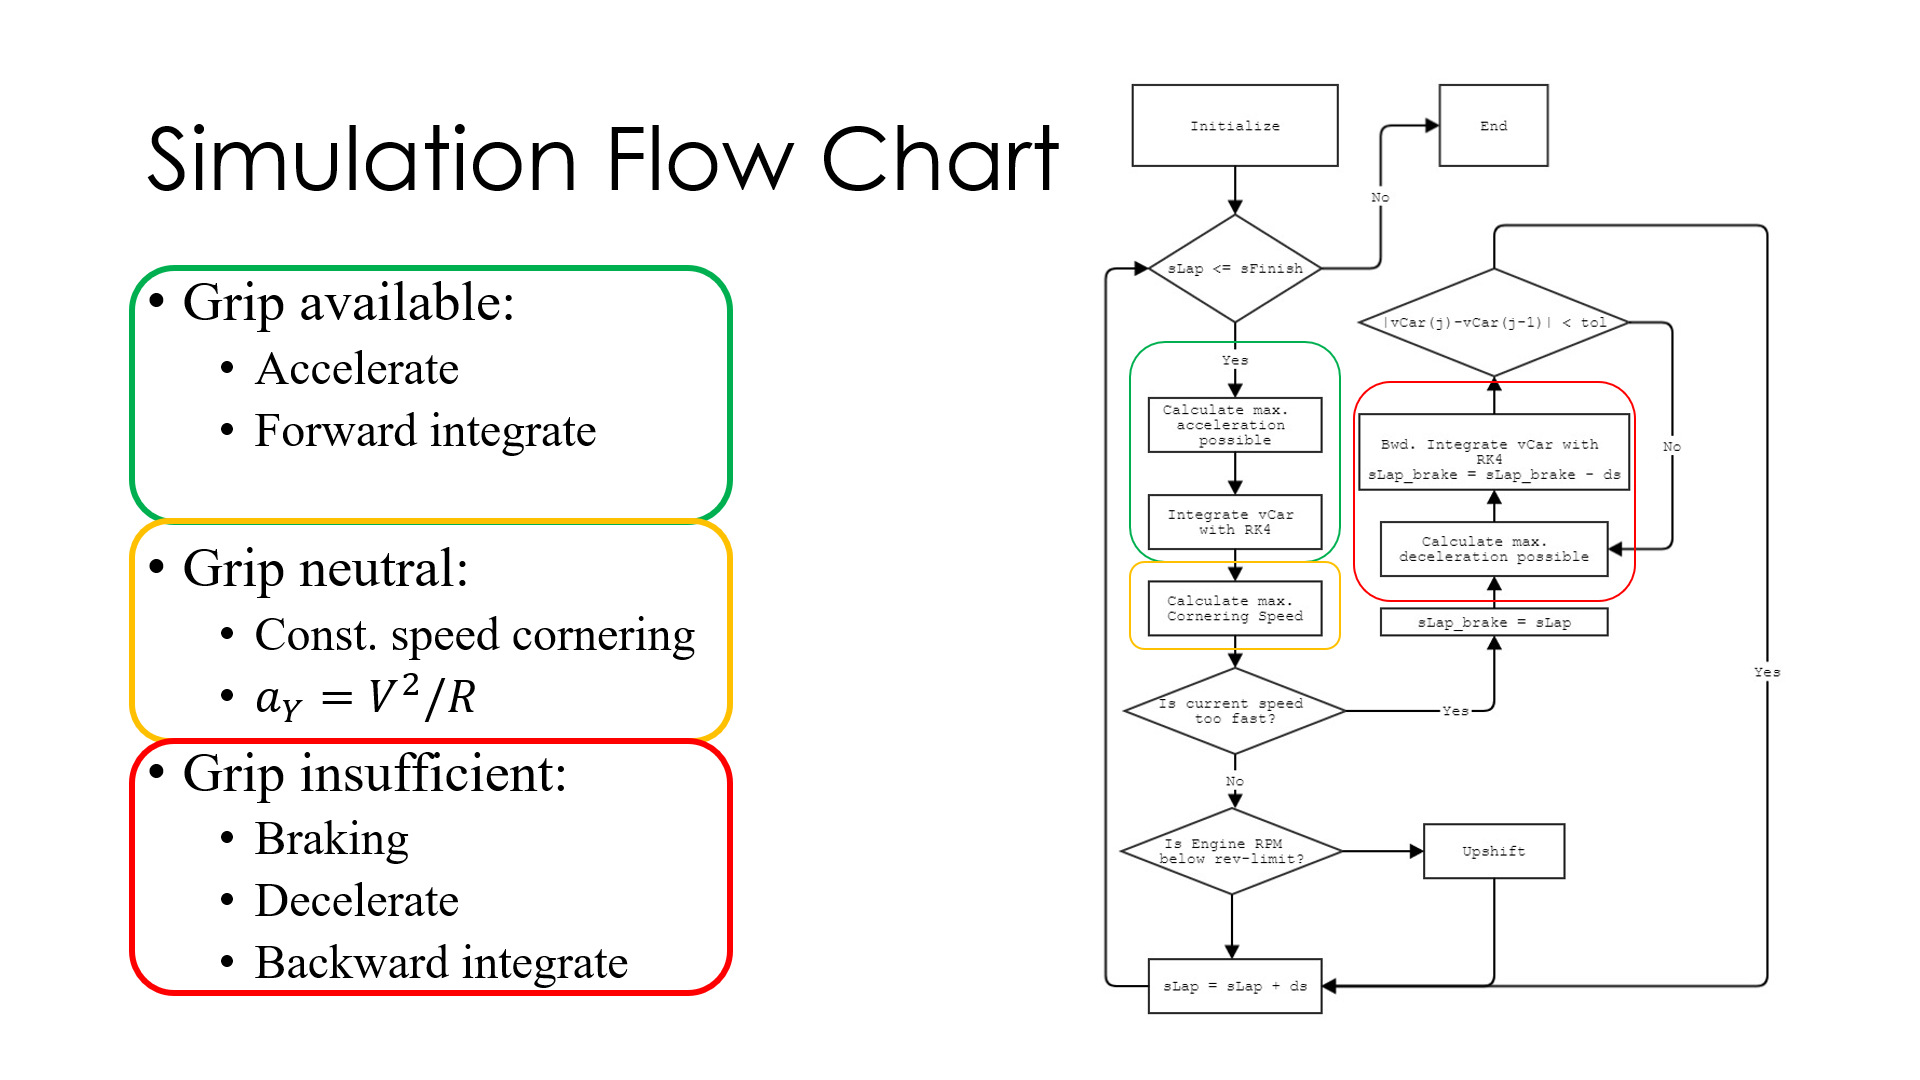 Simulation Flow Chart
• Grip available:
• Accelerate
• Forward integrate
• Grip neutral:
• Const. speed cornering
• a_Y = V²/R
• Grip insufficient:
• Braking
• Decelerate
• Backward integrate
Initialize
End
No
sLap <= sFinish
Yes
Calculate max.
acceleration
possible
Integrate vCar
with RK4
Calculate max.
Cornering Speed
Is current speed
too fast?
Yes
No
Is Engine RPM
below rev-limit?
Upshift
sLap = sLap + ds
|vCar(j)-vCar(j-1)| < tol
No
Bwd. Integrate vCar with
RK4
sLap_brake = sLap_brake - ds
Calculate max.
deceleration possible
sLap_brake = sLap
Yes